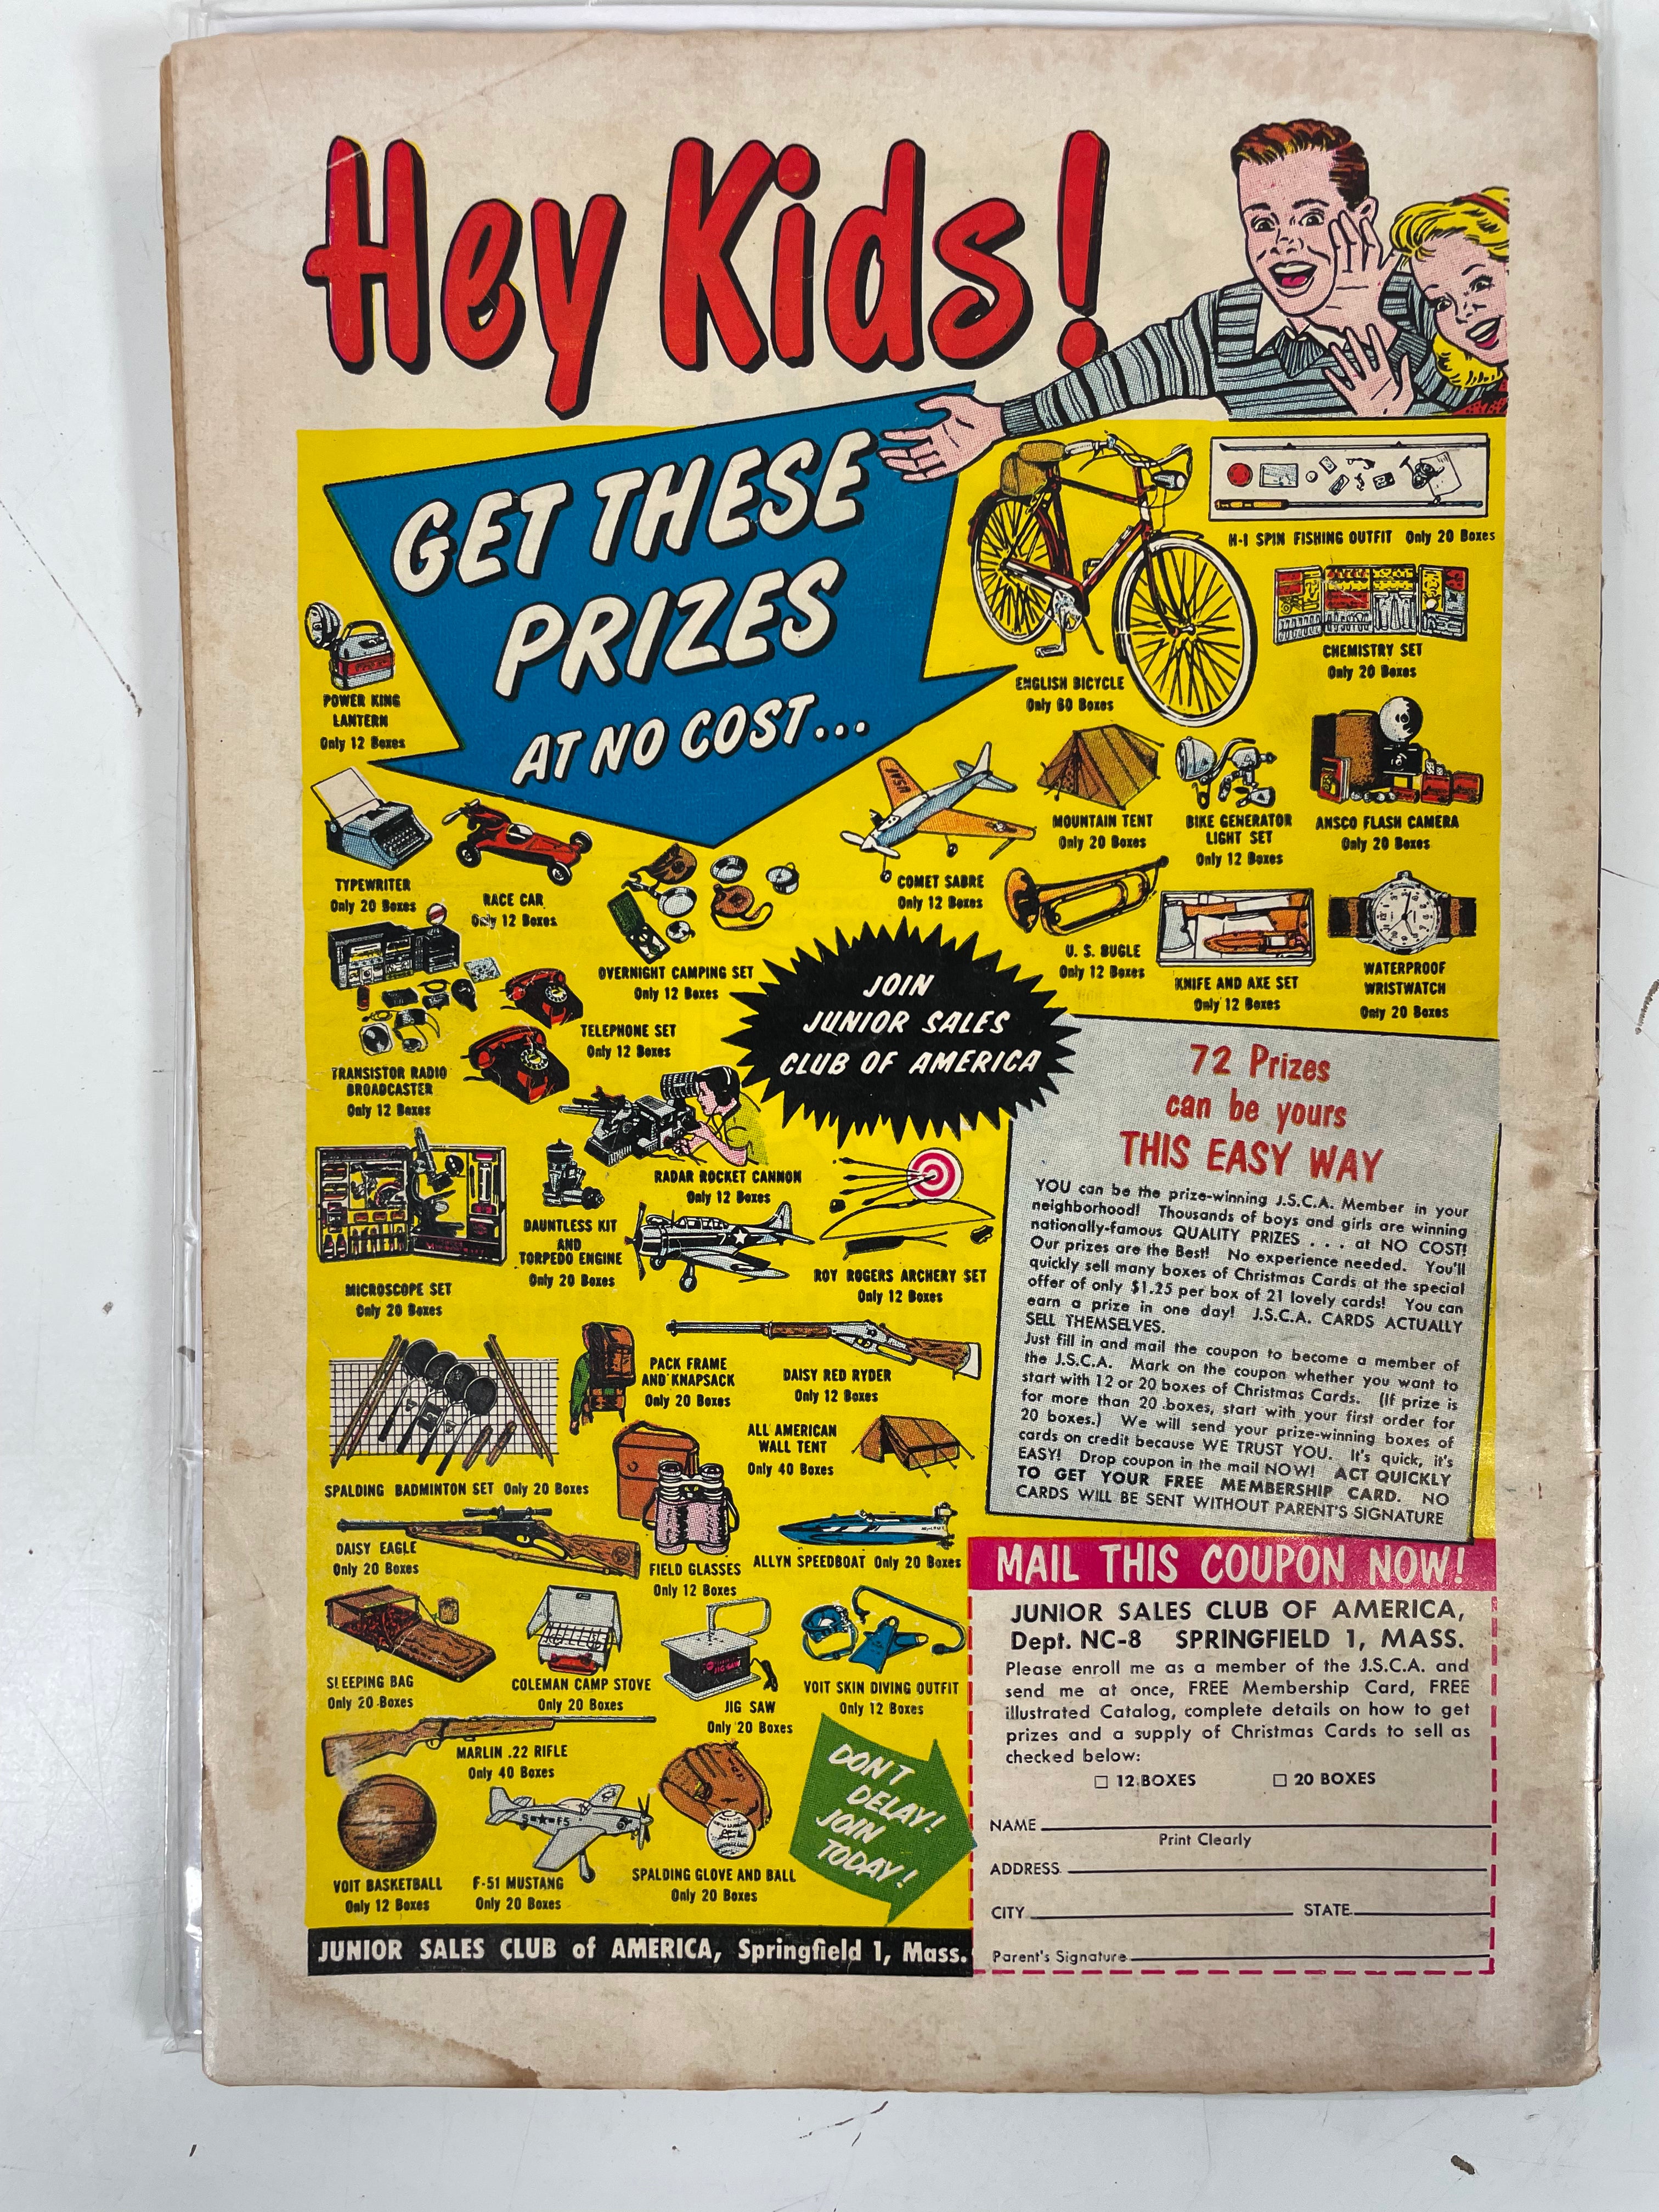 Hey Kids!
GET THESE
PRIZES
AT NO COST...
H-I SPIN FISHING OUTFIT Only 20 Boxes
CHEMISTRY SET
Only 20 Boxes
ENGLISH BICYCLE
Only 60 Boxes
POWER KING
LANTERN
Only 12 Boxes
TYPEWRITER
Only 20 Boxes
RACE CAR
Only 12 Boxes
USAF
COMET SABRE
Only 12 Boxes
MOUNTAIN TENT
Only 20 Boxes
BIKE GENERATOR
LIGHT SET
Only 12 Boxes
ANSCO FLASH CAMERA
Only 20 Boxes
OVERNIGHT CAMPING SET
Only 12 Boxes
U. S. BUGLE
Only 12 Boxes
KNIFE AND AXE SET
Only 12 Boxes
WATERPROOF
WRISTWATCH
Only 20 Boxes
JOIN
JUNIOR SALES
CLUB OF AMERICA
TELEPHONE SET
Only 12 Boxes
TRANSISTOR RADIO
BROADCASTER
Only 12 Boxes
RADAR ROCKET CANNON
Only 12 Boxes
DAUNTLESS KIT
AND
TORPEDO ENGINE
Only 20 Boxes
ROY ROGERS ARCHERY SET
Only 12 Boxes
MICROSCOPE SET
Only 20 Boxes
PACK FRAME
AND KNAPSACK
Only 20 Boxes
DAISY RED RYDER
Only 12 Boxes
ALL AMERICAN
WALL TENT
Only 40 Boxes
SPALDING BADMINTON SET Only 20 Boxes
DAISY EAGLE
Only 20 Boxes
FIELD GLASSES
Only 12 Boxes
ALLYN SPEEDBOAT Only 20 Boxes
SLEEPING BAG
Only 20 Boxes
COLEMAN CAMP STOVE
Only 20 Boxes
JIG SAW
JIG SAW
Only 20 Boxes
VOIT SKIN DIVING OUTFIT
Only 12 Boxes
MARLIN .22 RIFLE
Only 40 Boxes
VOIT BASKETBALL
Only 12 Boxes
F-51 MUSTANG
Only 20 Boxes
SPALDING GLOVE AND BALL
Only 20 Boxes
DON'T
DELAY!
JOIN
TODAY!
JUNIOR SALES CLUB of AMERICA, Springfield 1, Mass.
72 Prizes
can be yours
THIS EASY WAY
YOU can be the prize-winning J.S.C.A. Member in your
neighborhood! Thousands of boys and girls are winning
nationally-famous QUALITY PRIZES . . . at NO COST!
Our prizes are the Best! No experience needed. You'll
quickly sell many boxes of Christmas Cards at the special
offer of only $1.25 per box of 21 lovely cards! You can
earn a prize in one day! J.S.C.A. CARDS ACTUALLY
SELL THEMSELVES.
Just fill in and mail the coupon to become a member of
the J.S.C.A. Mark on the coupon whether you want to
start with 12 or 20 boxes of Christmas Cards. (If prize is
for more than 20 boxes, start with your first order for
20 boxes.) We will send your prize-winning boxes of
cards on credit because WE TRUST YOU. It's quick, it's
EASY! Drop coupon in the mail NOW! ACT QUICKLY
TO GET YOUR FREE MEMBERSHIP CARD. NO
CARDS WILL BE SENT WITHOUT PARENT'S SIGNATURE
MAIL THIS COUPON NOW!
JUNIOR SALES CLUB OF AMERICA,
Dept. NC-8 SPRINGFIELD 1, MASS.
Please enroll me as a member of the J.S.C.A. and
send me at once, FREE Membership Card, FREE
illustrated Catalog, complete details on how to get
prizes and a supply of Christmas Cards to sell as
checked below:
☐ 12 BOXES ☐ 20 BOXES
NAME
Print Clearly
ADDRESS
CITY STATE
Parent's Signature